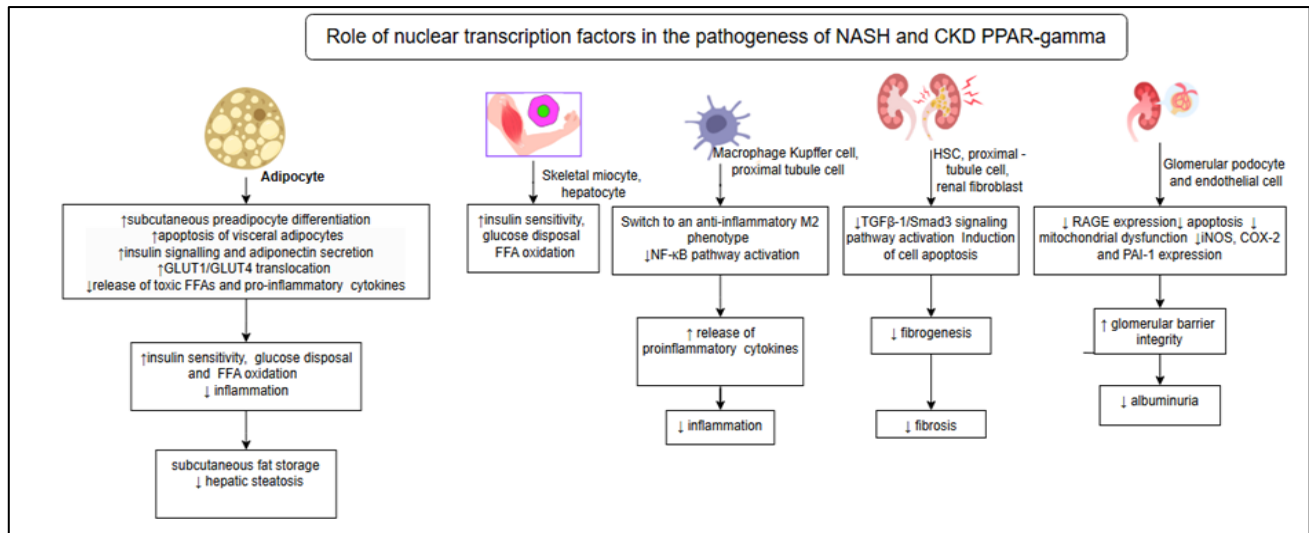 Role of nuclear transcription factors in the pathogeness of NASH and CKD PPAR-gamma
Adipocyte
↑subcutaneous preadipocyte differentiation
↑apoptosis of visceral adipocytes
↑insulin signalling and adiponectin secretion
↑GLUT1/GLUT4 translocation
↓release of toxic FFAs and pro-inflammatory cytokines
↑insulin sensitivity, glucose disposal
and FFA oxidation
↓ inflammation
subcutaneous fat storage
↓ hepatic steatosis
Skeletal miocyte,
hepatocyte
↑insulin sensitivity,
glucose disposal
FFA oxidation
Macrophage Kupffer cell,
proximal tubule cell
Switch to an anti-inflammatory M2
phenotype
↓NF-κB pathway activation
↑ release of
proinflammatory cytokines
↓ inflammation
HSC, proximal -
tubule cell,
renal fibroblast
↓TGFβ-1/Smad3 signaling
pathway activation Induction
of cell apoptosis
↓ fibrogenesis
↓ fibrosis
Glomerular podocyte
and endothelial cell
↓ RAGE expression↓ apoptosis ↓
mitochondrial dysfunction ↓iNOS, COX-2
and PAI-1 expression
↑ glomerular barrier
integrity
↓ albuminuria